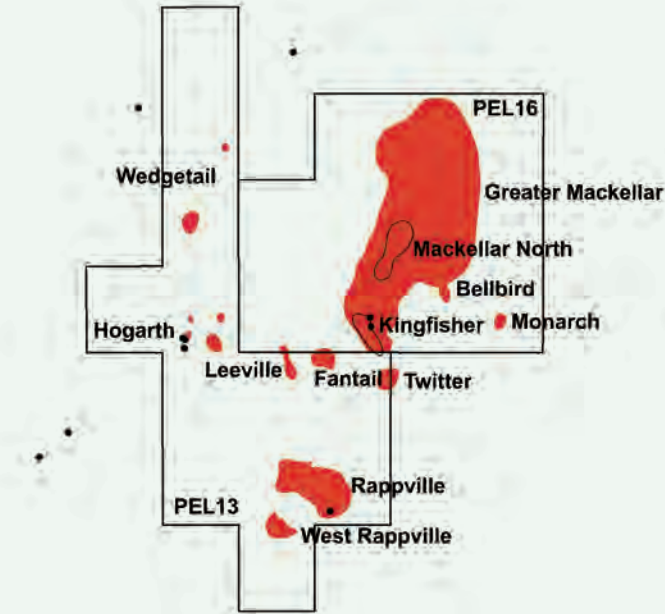 PEL16
Wedgetail
Greater Mackellar
Mackellar North
Bellbird
Hogarth
Kingfisher
Monarch
Leeville
Fantail
Twitter
Rappville
PEL13
West Rappville